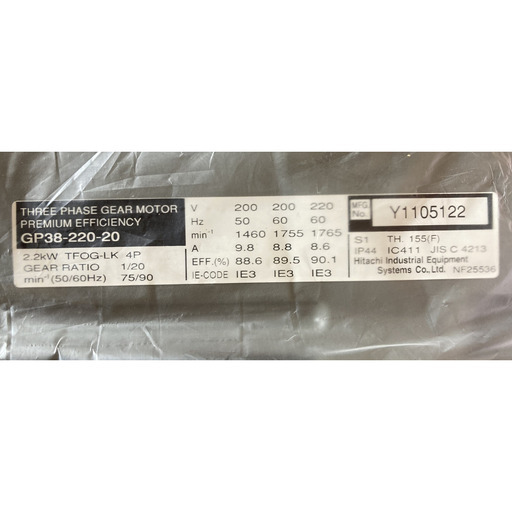 THREE PHASE GEAR MOTOR
PREMIUM EFFICIENCY
GP38-220-20
2.2kW TFOG-LK 4P
GEAR RATIO 1/20
min⁻¹(50/60Hz) 75/90
V 200 200 220
Hz 50 60 60
min⁻¹ 1460 1755 1765
A 9.8 8.8 8.6
EFF.(%) 88.6 89.5 90.1
IE-CODE IE3 IE3 IE3
MFG. No. Y1105122
S1 TH. 155(F)
IP44 IC411 JIS C 4213
Hitachi Industrial Equipment
Systems Co.,Ltd. NF25536